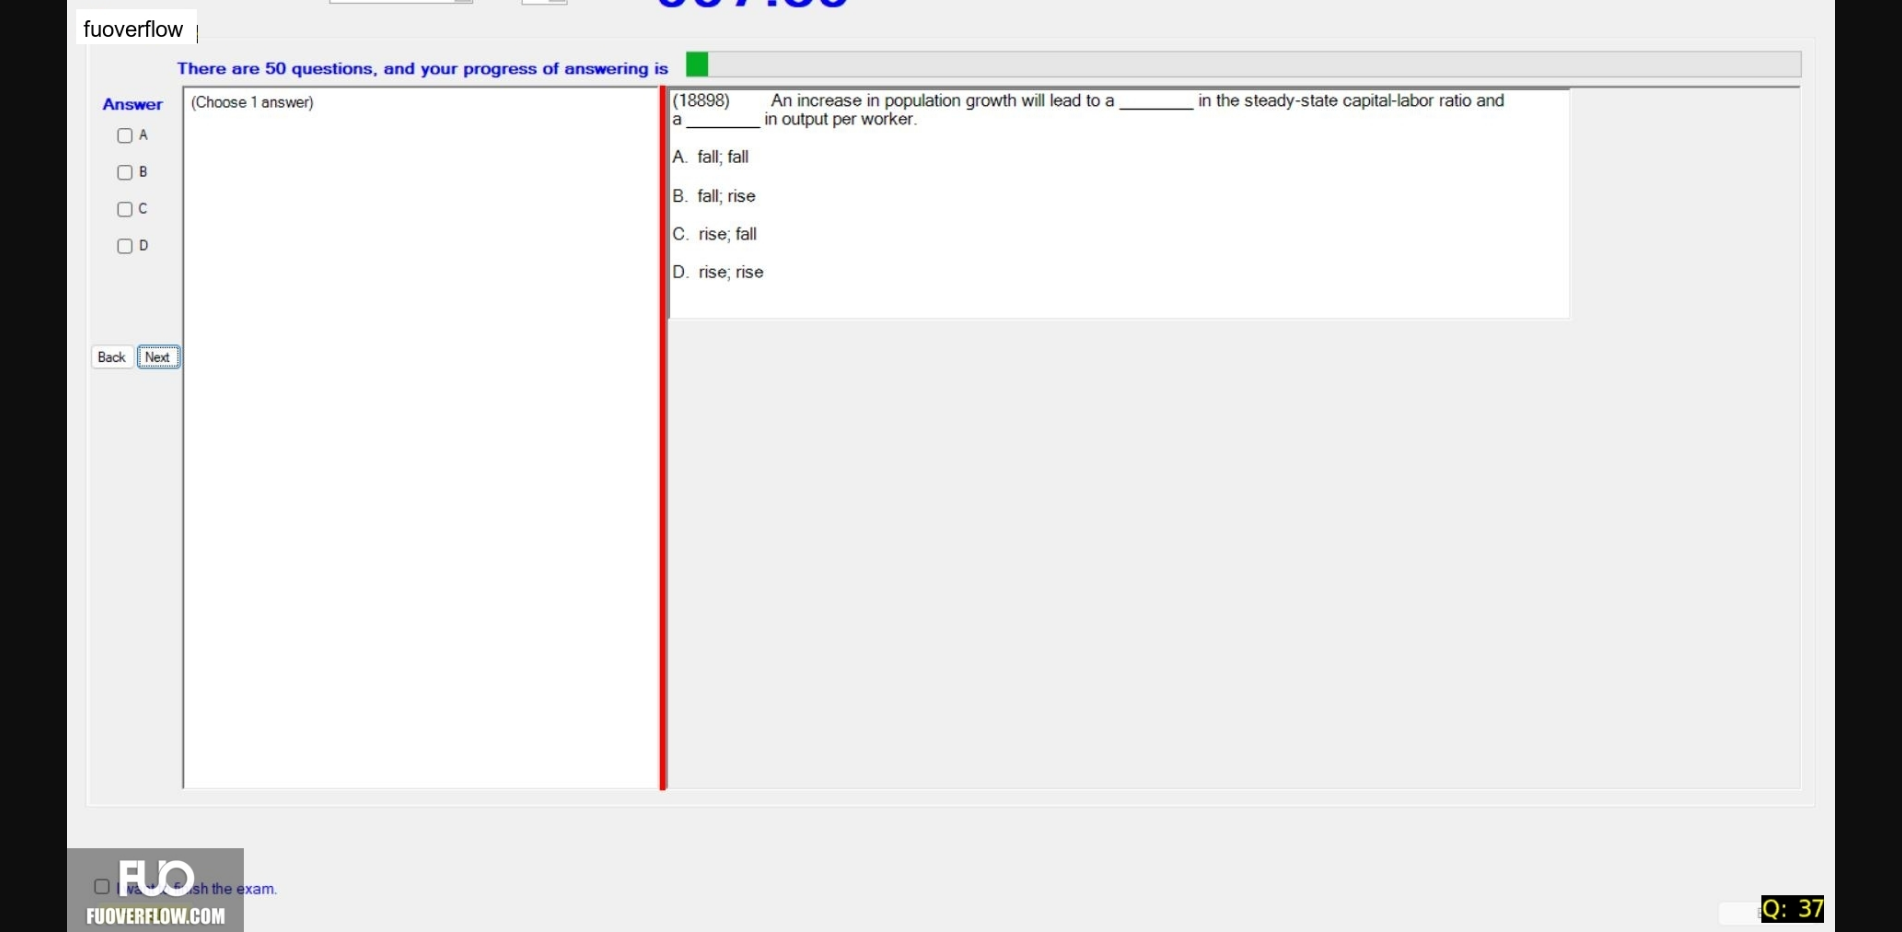 fuoverflow
There are 50 questions, and your progress of answering is
Answer
(Choose 1 answer)
A
B
C
D
Back Next
(18898) An increase in population growth will lead to a ________ in the steady-state capital-labor ratio and
a ________ in output per worker.
A. fall; fall
B. fall; rise
C. rise; fall
D. rise; rise
FUO
the exam.
FUOVERFLOW.COM
Q: 37